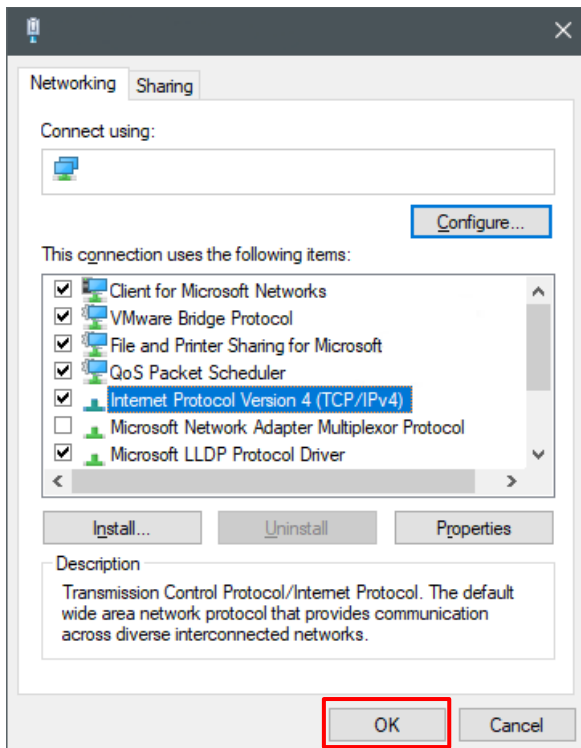 Networking
Sharing
Connect using:
Configure...
This connection uses the following items:
Client for Microsoft Networks
VMware Bridge Protocol
File and Printer Sharing for Microsoft
QoS Packet Scheduler
Internet Protocol Version 4 (TCP/IPv4)
Microsoft Network Adapter Multiplexor Protocol
Microsoft LLDP Protocol Driver
Install...
Uninstall
Properties
Description
Transmission Control Protocol/Internet Protocol. The default
wide area network protocol that provides communication
across diverse interconnected networks.
OK
Cancel